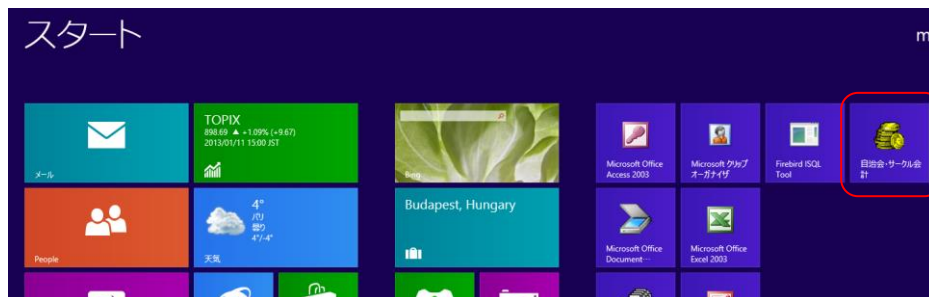 スタート
m
メール
TOPIX
898.69 ▲ +1.09% (+9.67)
2013/01/11 15:00 JST
Bing
Microsoft Office
Access 2003
Microsoft クリップ
オーガナイザ
Firebird ISQL
Tool
自治会・サークル会
計
People
4°
パリ
曇り
4°/-4°
天気
Budapest, Hungary
Microsoft Office
Document…
Microsoft Office
Excel 2003